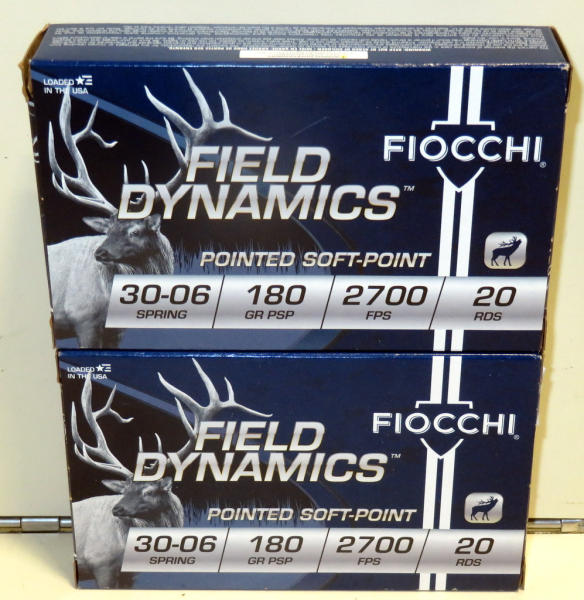 LOADED
IN THE USA
FIOCCHI®
FIELD
DYNAMICS™
POINTED SOFT-POINT
30-06 180 2700 20
SPRING GR PSP FPS RDS
LOADED
IN THE USA
FIOCCHI®
FIELD
DYNAMICS™
POINTED SOFT-POINT
30-06 180 2700 20
SPRING GR PSP FPS RDS